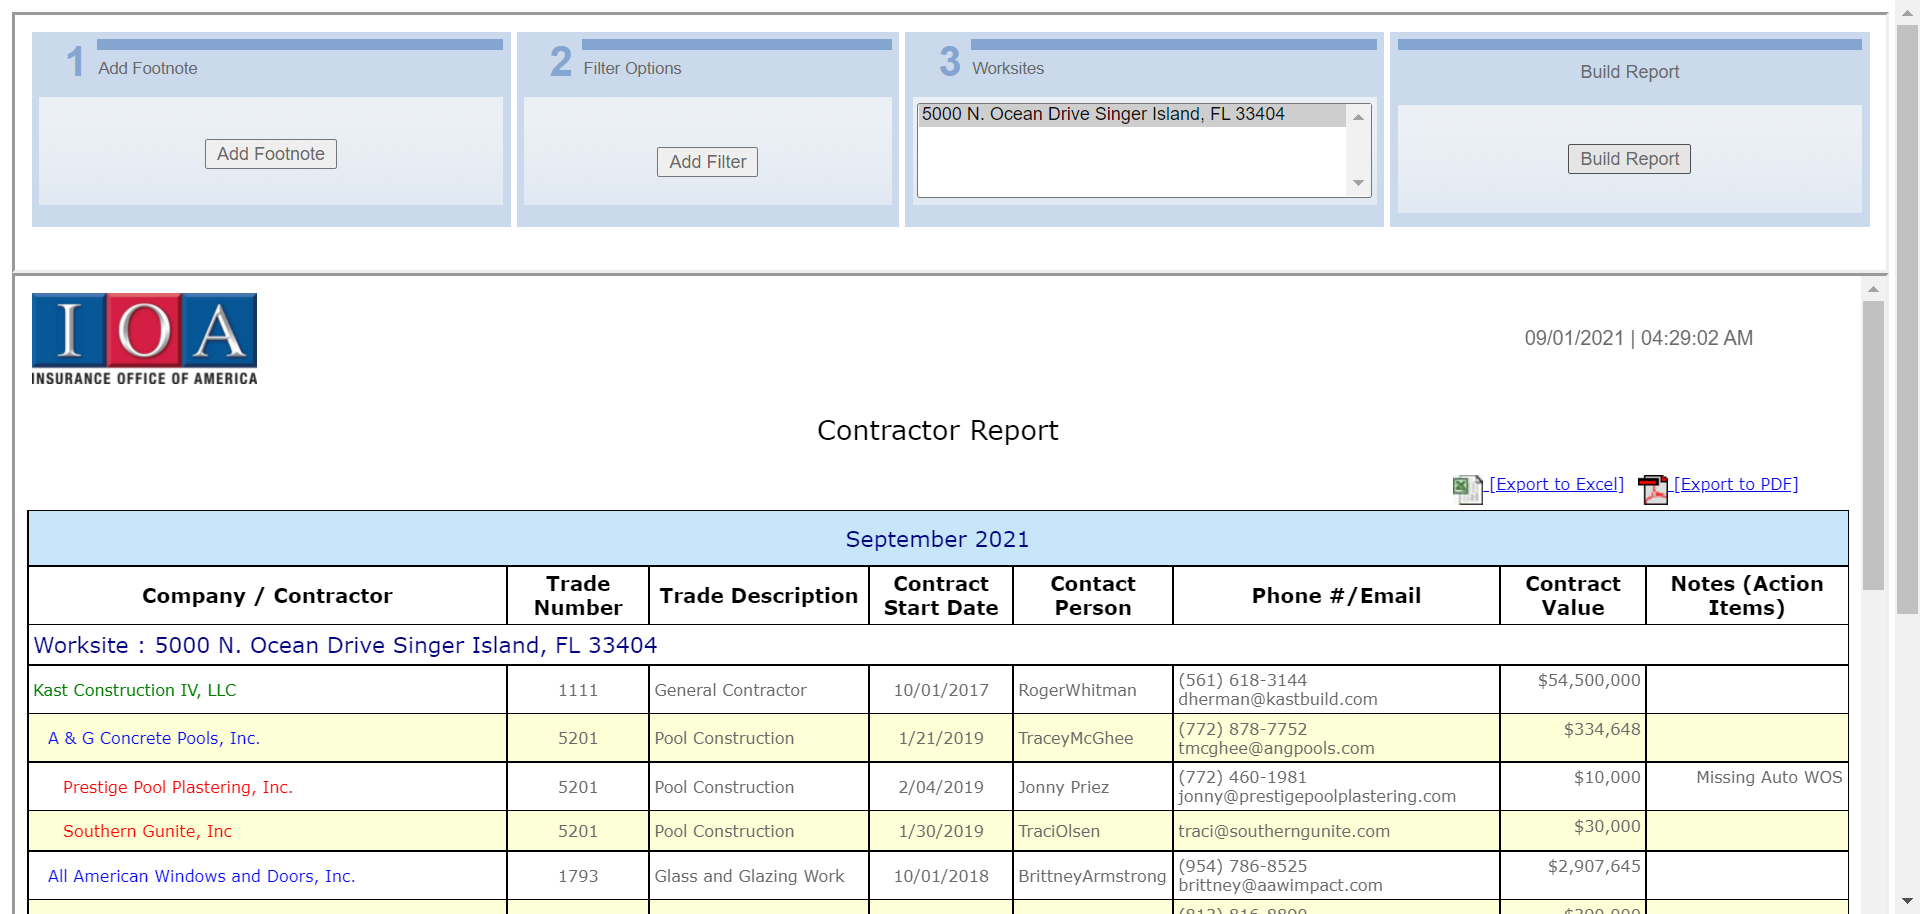 1 Add Footnote
Add Footnote
2 Filter Options
Add Filter
3 Worksites
5000 N. Ocean Drive Singer Island, FL 33404
Build Report
Build Report
IOA
INSURANCE OFFICE OF AMERICA
09/01/2021 | 04:29:02 AM
Contractor Report
[Export to Excel] [Export to PDF]
September 2021
Company / Contractor
Trade
Number
Trade Description
Contract
Start Date
Contact
Person
Phone #/Email
Contract
Value
Notes (Action
Items)
Worksite : 5000 N. Ocean Drive Singer Island, FL 33404
Kast Construction IV, LLC 1111 General Contractor 10/01/2017 RogerWhitman (561) 618-3144 $54,500,000
dherman@kastbuild.com
A & G Concrete Pools, Inc. 5201 Pool Construction 1/21/2019 TraceyMcGhee (772) 878-7752 $334,648
tmcghee@angpools.com
Prestige Pool Plastering, Inc. 5201 Pool Construction 2/04/2019 Jonny Priez (772) 460-1981 $10,000 Missing Auto WOS
jonny@prestigepoolplastering.com
Southern Gunite, Inc 5201 Pool Construction 1/30/2019 TraciOlsen traci@southerngunite.com $30,000
All American Windows and Doors, Inc. 1793 Glass and Glazing Work 10/01/2018 BrittneyArmstrong (954) 786-8525 $2,907,645
brittney@aawimpact.com